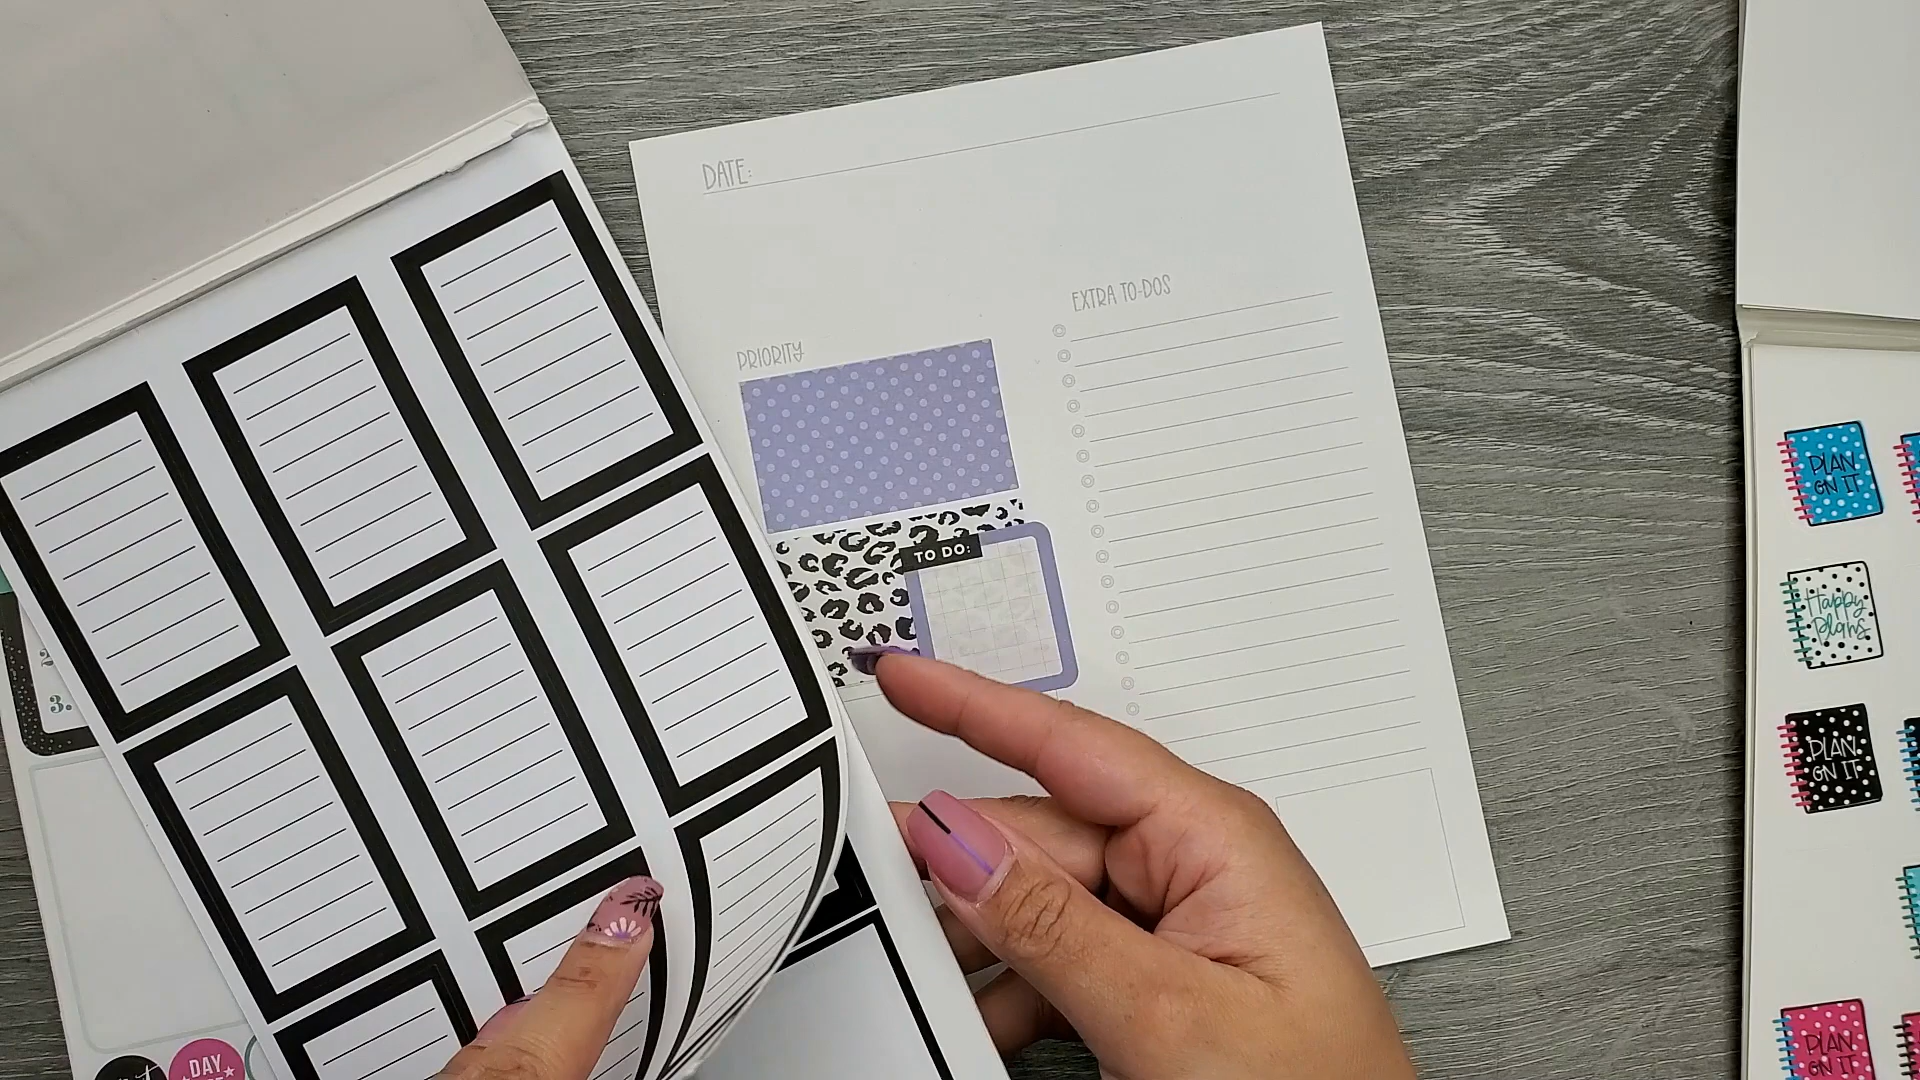 DATE:
EXTRA TO-DOS
PRIORITY
TO DO:
PLAN
ON IT
Happy
Plans
PLAN
ON IT
PLAN
ON IT
3.
DAY